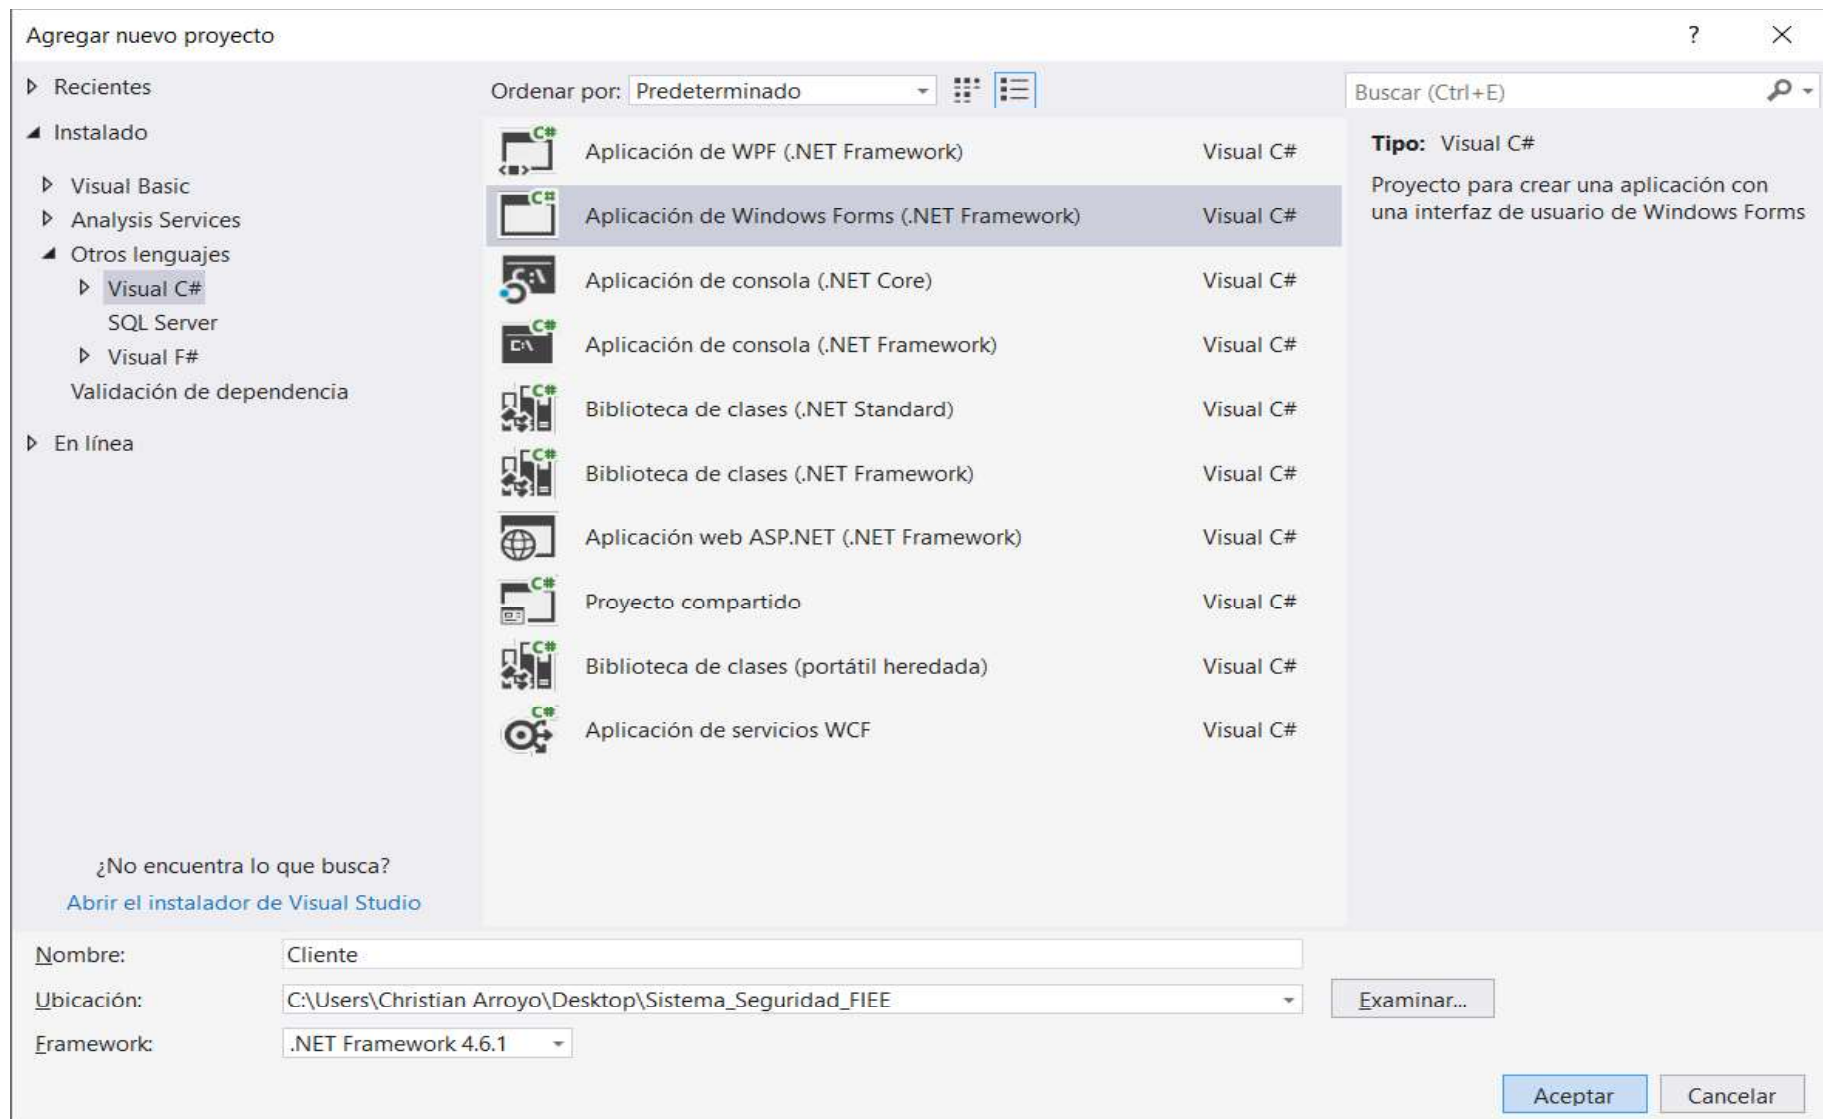 Agregar nuevo proyecto
?
Recientes
Instalado
Visual Basic
Analysis Services
Otros lenguajes
Visual C#
SQL Server
Visual F#
Validación de dependencia
En línea
¿No encuentra lo que busca?
Abrir el instalador de Visual Studio
Ordenar por: Predeterminado
Aplicación de WPF (.NET Framework) Visual C#
Aplicación de Windows Forms (.NET Framework) Visual C#
Aplicación de consola (.NET Core) Visual C#
Aplicación de consola (.NET Framework) Visual C#
Biblioteca de clases (.NET Standard) Visual C#
Biblioteca de clases (.NET Framework) Visual C#
Aplicación web ASP.NET (.NET Framework) Visual C#
Proyecto compartido Visual C#
Biblioteca de clases (portátil heredada) Visual C#
Aplicación de servicios WCF Visual C#
Buscar (Ctrl+E)
Tipo: Visual C#
Proyecto para crear una aplicación con
una interfaz de usuario de Windows Forms
Nombre: Cliente
Ubicación: C:\Users\Christian Arroyo\Desktop\Sistema_Seguridad_FIEE Examinar...
Framework: .NET Framework 4.6.1
Aceptar Cancelar